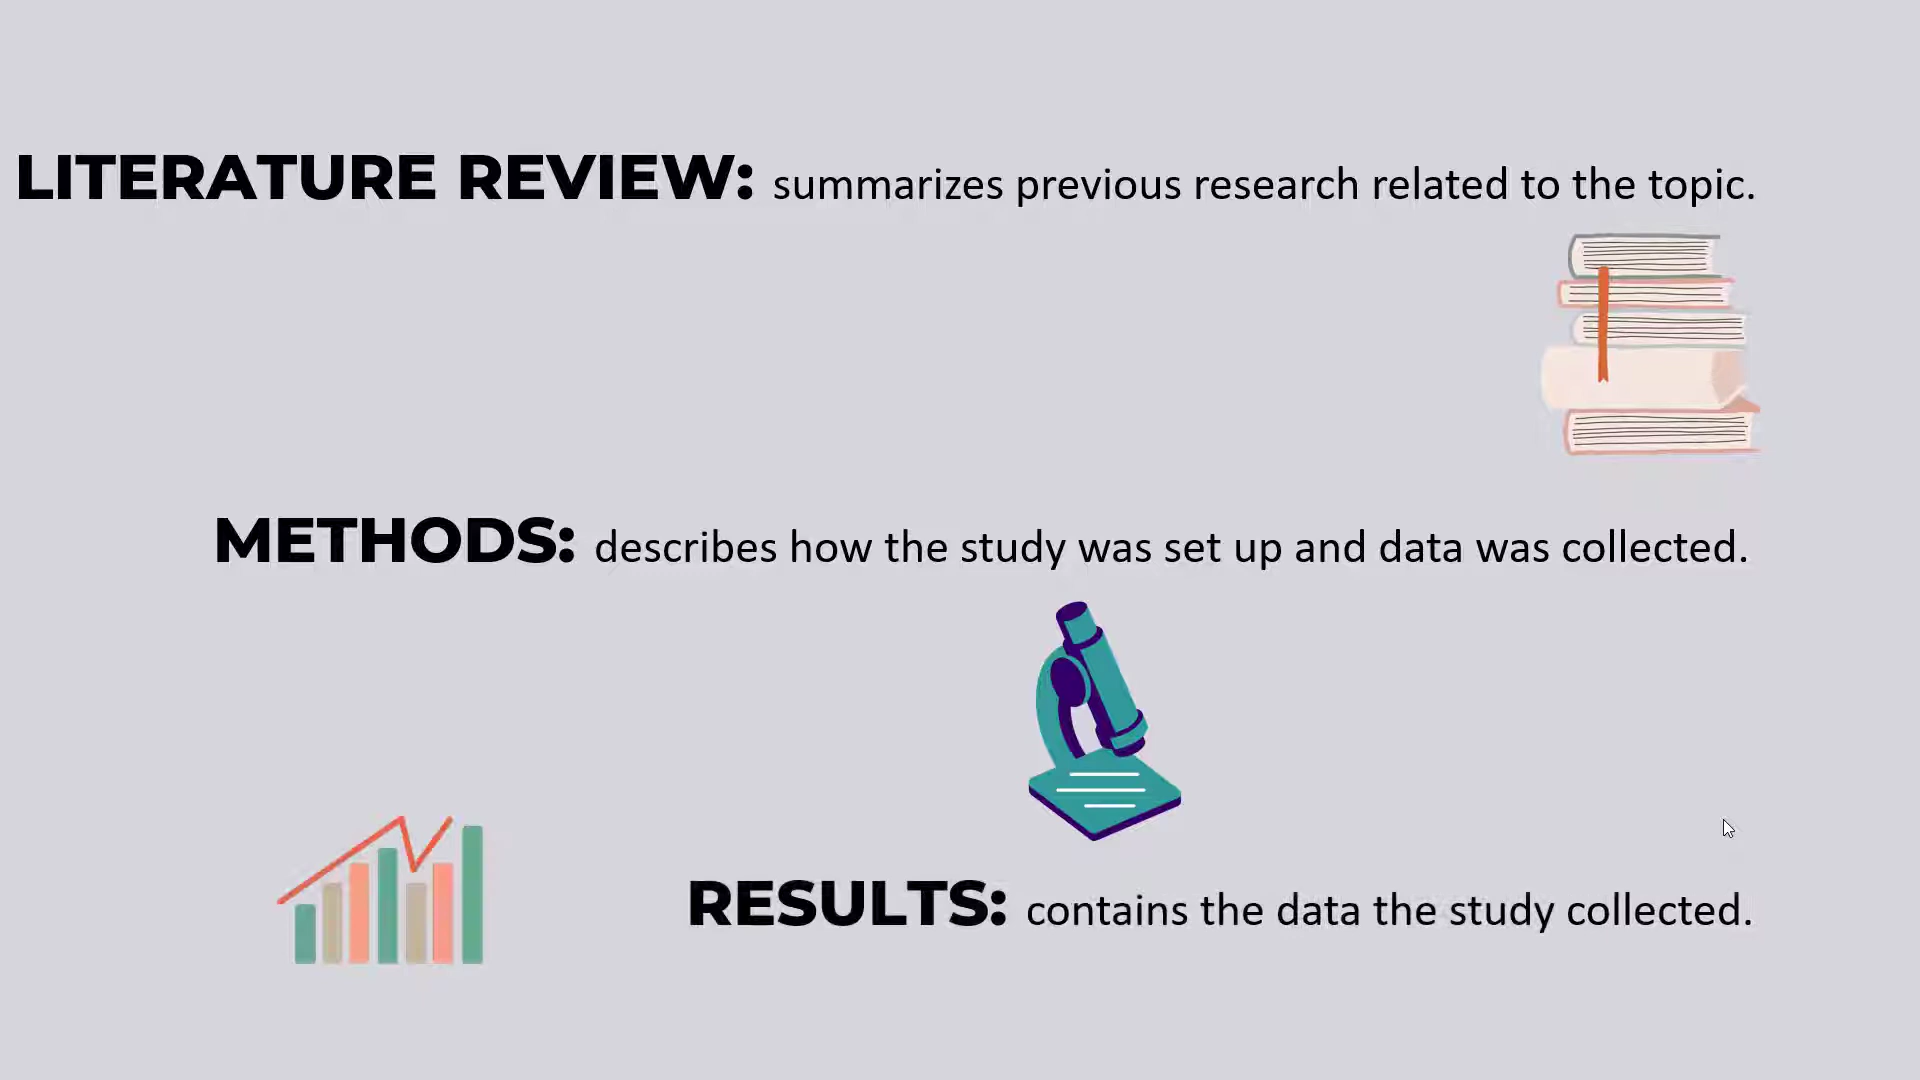 LITERATURE REVIEW: summarizes previous research related to the topic.
METHODS: describes how the study was set up and data was collected.
RESULTS: contains the data the study collected.